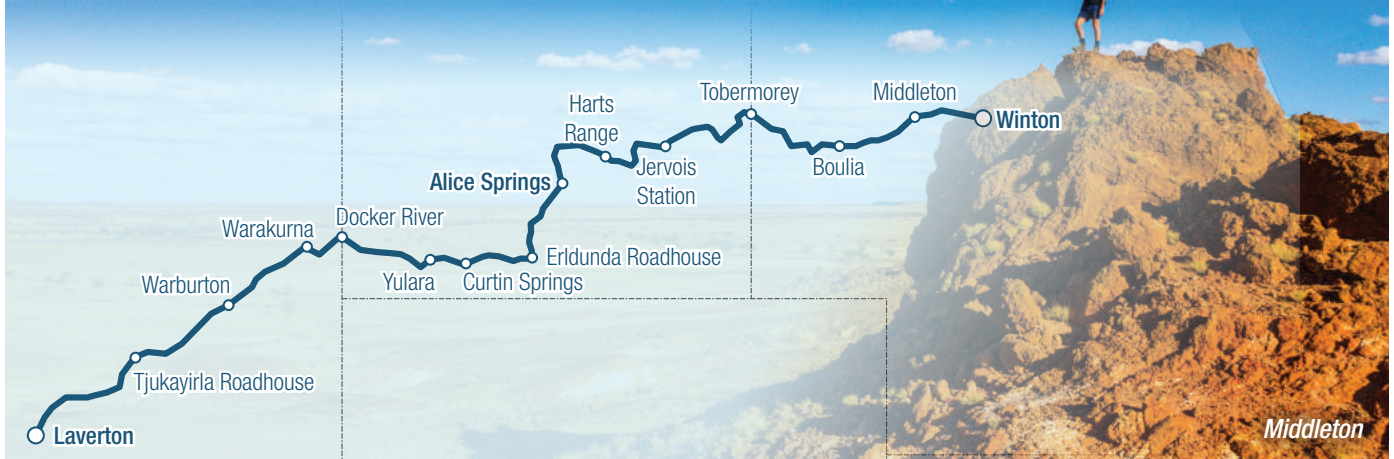 Tobermorey
Middleton
Harts
Range
Winton
Boulia
Jervois
Station
Alice Springs
Docker River
Warakurna
Erldunda Roadhouse
Yulara
Curtin Springs
Warburton
Tjukayirla Roadhouse
Laverton
Middleton